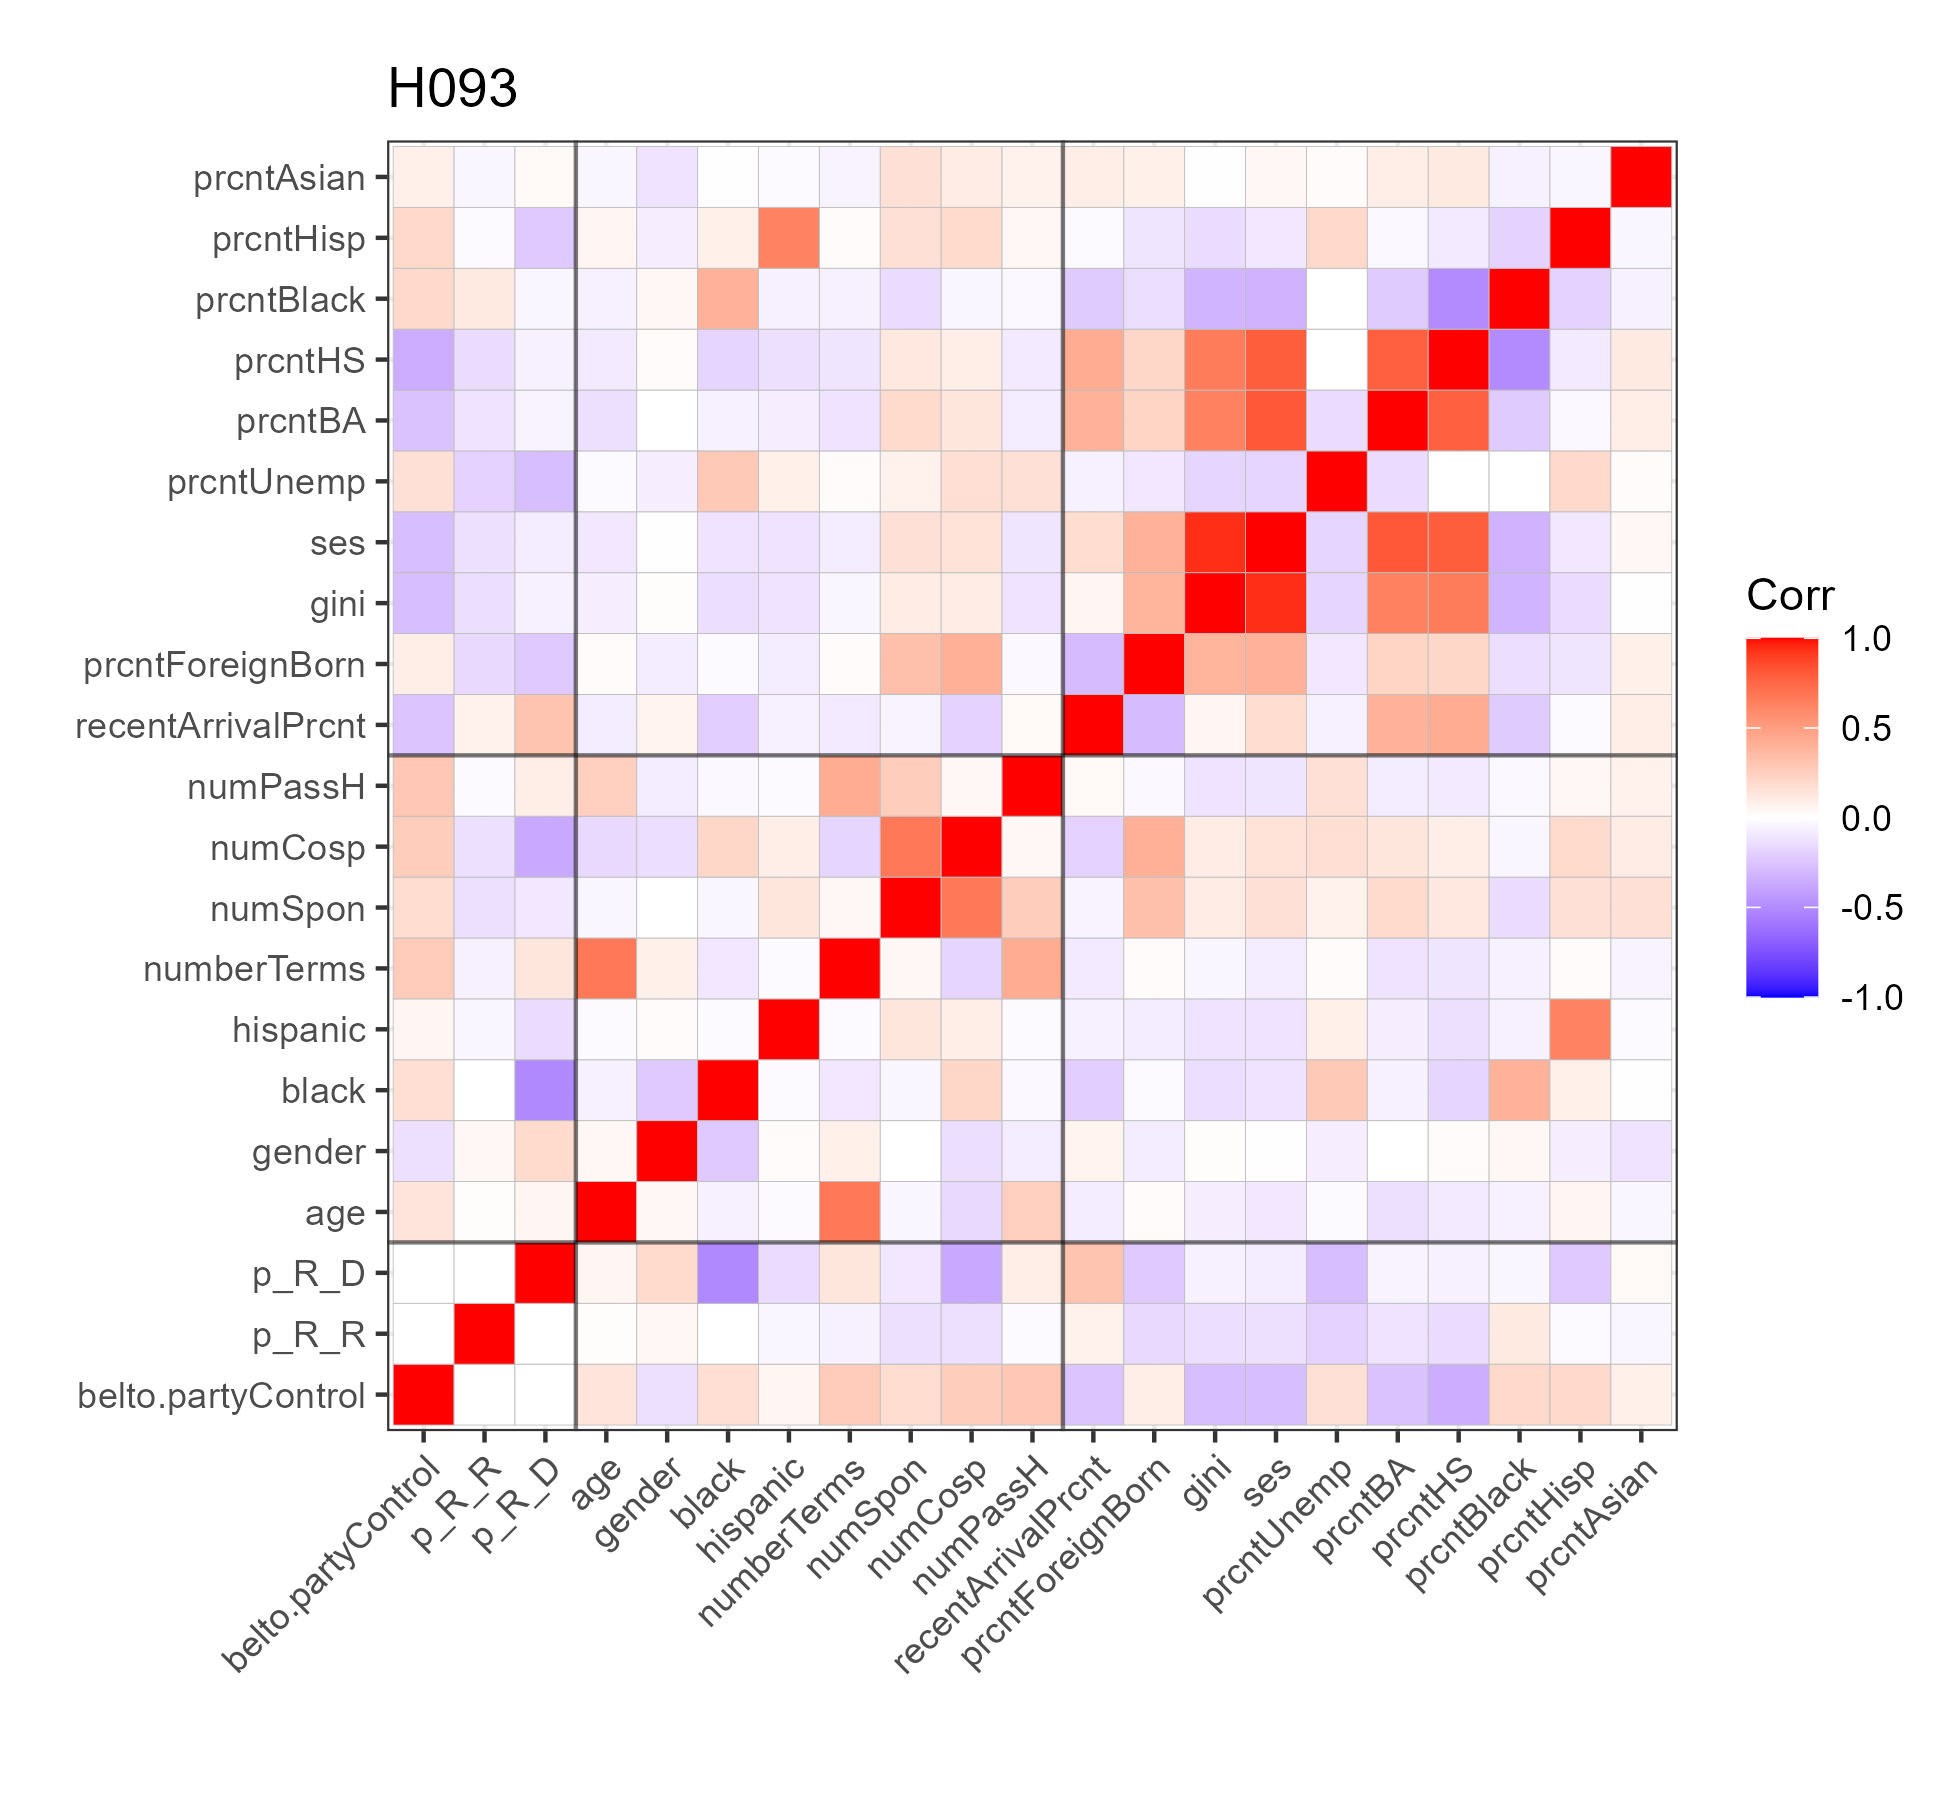 H093
prcntAsian
prcntHisp
prcntBlack
prcntHS
prcntBA
prcntUnemp
ses
gini
prcntForeignBorn
recentArrivalPrcnt
numPassH
numCosp
numSpon
numberTerms
hispanic
black
gender
age
p_R_D
p_R_R
belto.partyControl
belto.partyControl
p_R_R
p_R_D
age
gender
black
hispanic
numberTerms
numSpon
numCosp
numPassH
recentArrivalPrcnt
prcntForeignBorn
gini
ses
prcntUnemp
prcntBA
prcntHS
prcntBlack
prcntHisp
prcntAsian
Corr
1.0
0.5
0.0
-0.5
-1.0